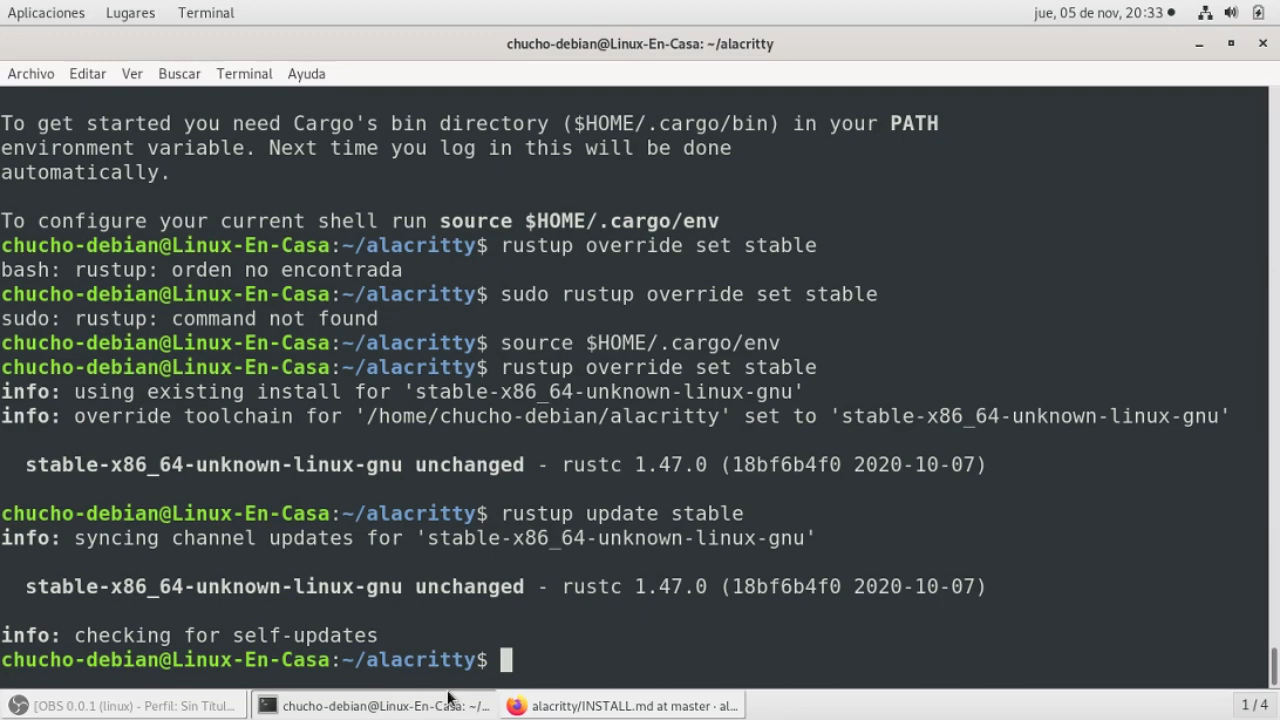 Aplicaciones Lugares Terminal jue, 05 de nov, 20:33
chucho-debian@Linux-En-Casa: ~/alacritty
Archivo Editar Ver Buscar Terminal Ayuda
To get started you need Cargo's bin directory ($HOME/.cargo/bin) in your PATH
environment variable. Next time you log in this will be done
automatically.
To configure your current shell run source $HOME/.cargo/env
chucho-debian@Linux-En-Casa:~/alacritty$ rustup override set stable
bash: rustup: orden no encontrada
chucho-debian@Linux-En-Casa:~/alacritty$ sudo rustup override set stable
sudo: rustup: command not found
chucho-debian@Linux-En-Casa:~/alacritty$ source $HOME/.cargo/env
chucho-debian@Linux-En-Casa:~/alacritty$ rustup override set stable
info: using existing install for 'stable-x86_64-unknown-linux-gnu'
info: override toolchain for '/home/chucho-debian/alacritty' set to 'stable-x86_64-unknown-linux-gnu'
stable-x86_64-unknown-linux-gnu unchanged - rustc 1.47.0 (18bf6b4f0 2020-10-07)
chucho-debian@Linux-En-Casa:~/alacritty$ rustup update stable
info: syncing channel updates for 'stable-x86_64-unknown-linux-gnu'
stable-x86_64-unknown-linux-gnu unchanged - rustc 1.47.0 (18bf6b4f0 2020-10-07)
info: checking for self-updates
chucho-debian@Linux-En-Casa:~/alacritty$
[OBS 0.0.1 (linux) - Perfil: Sin Títul... chucho-debian@Linux-En-Casa: ~/... alacritty/INSTALL.md at master · al... 1 / 4